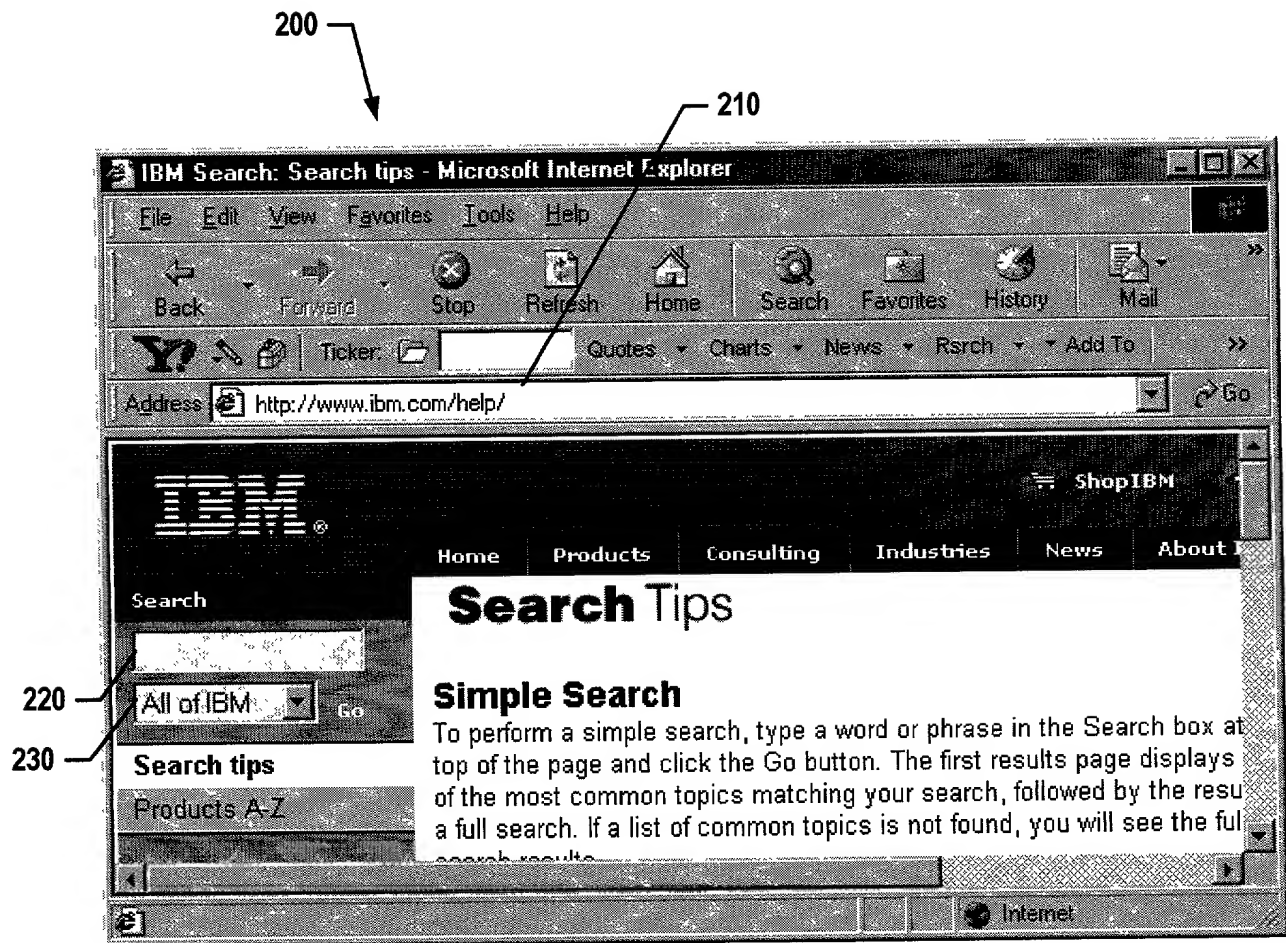 200
210
IBM Search: Search tips - Microsoft Internet Explorer
File Edit View Favorites Tools Help
Back Forward Stop Refresh Home Search Favorites History Mail »
Y! Ticker: Quotes Charts News Rsrch Add To »
Address http://www.ibm.com/help/ Go
IBM® ShopIBM
Home Products Consulting Industries News About
Search
Search Tips
220
230
All of IBM Go
Simple Search
To perform a simple search, type a word or phrase in the Search box at
top of the page and click the Go button. The first results page displays
of the most common topics matching your search, followed by the resu
a full search. If a list of common topics is not found, you will see the ful
search results
Search tips
Products A-Z
Internet